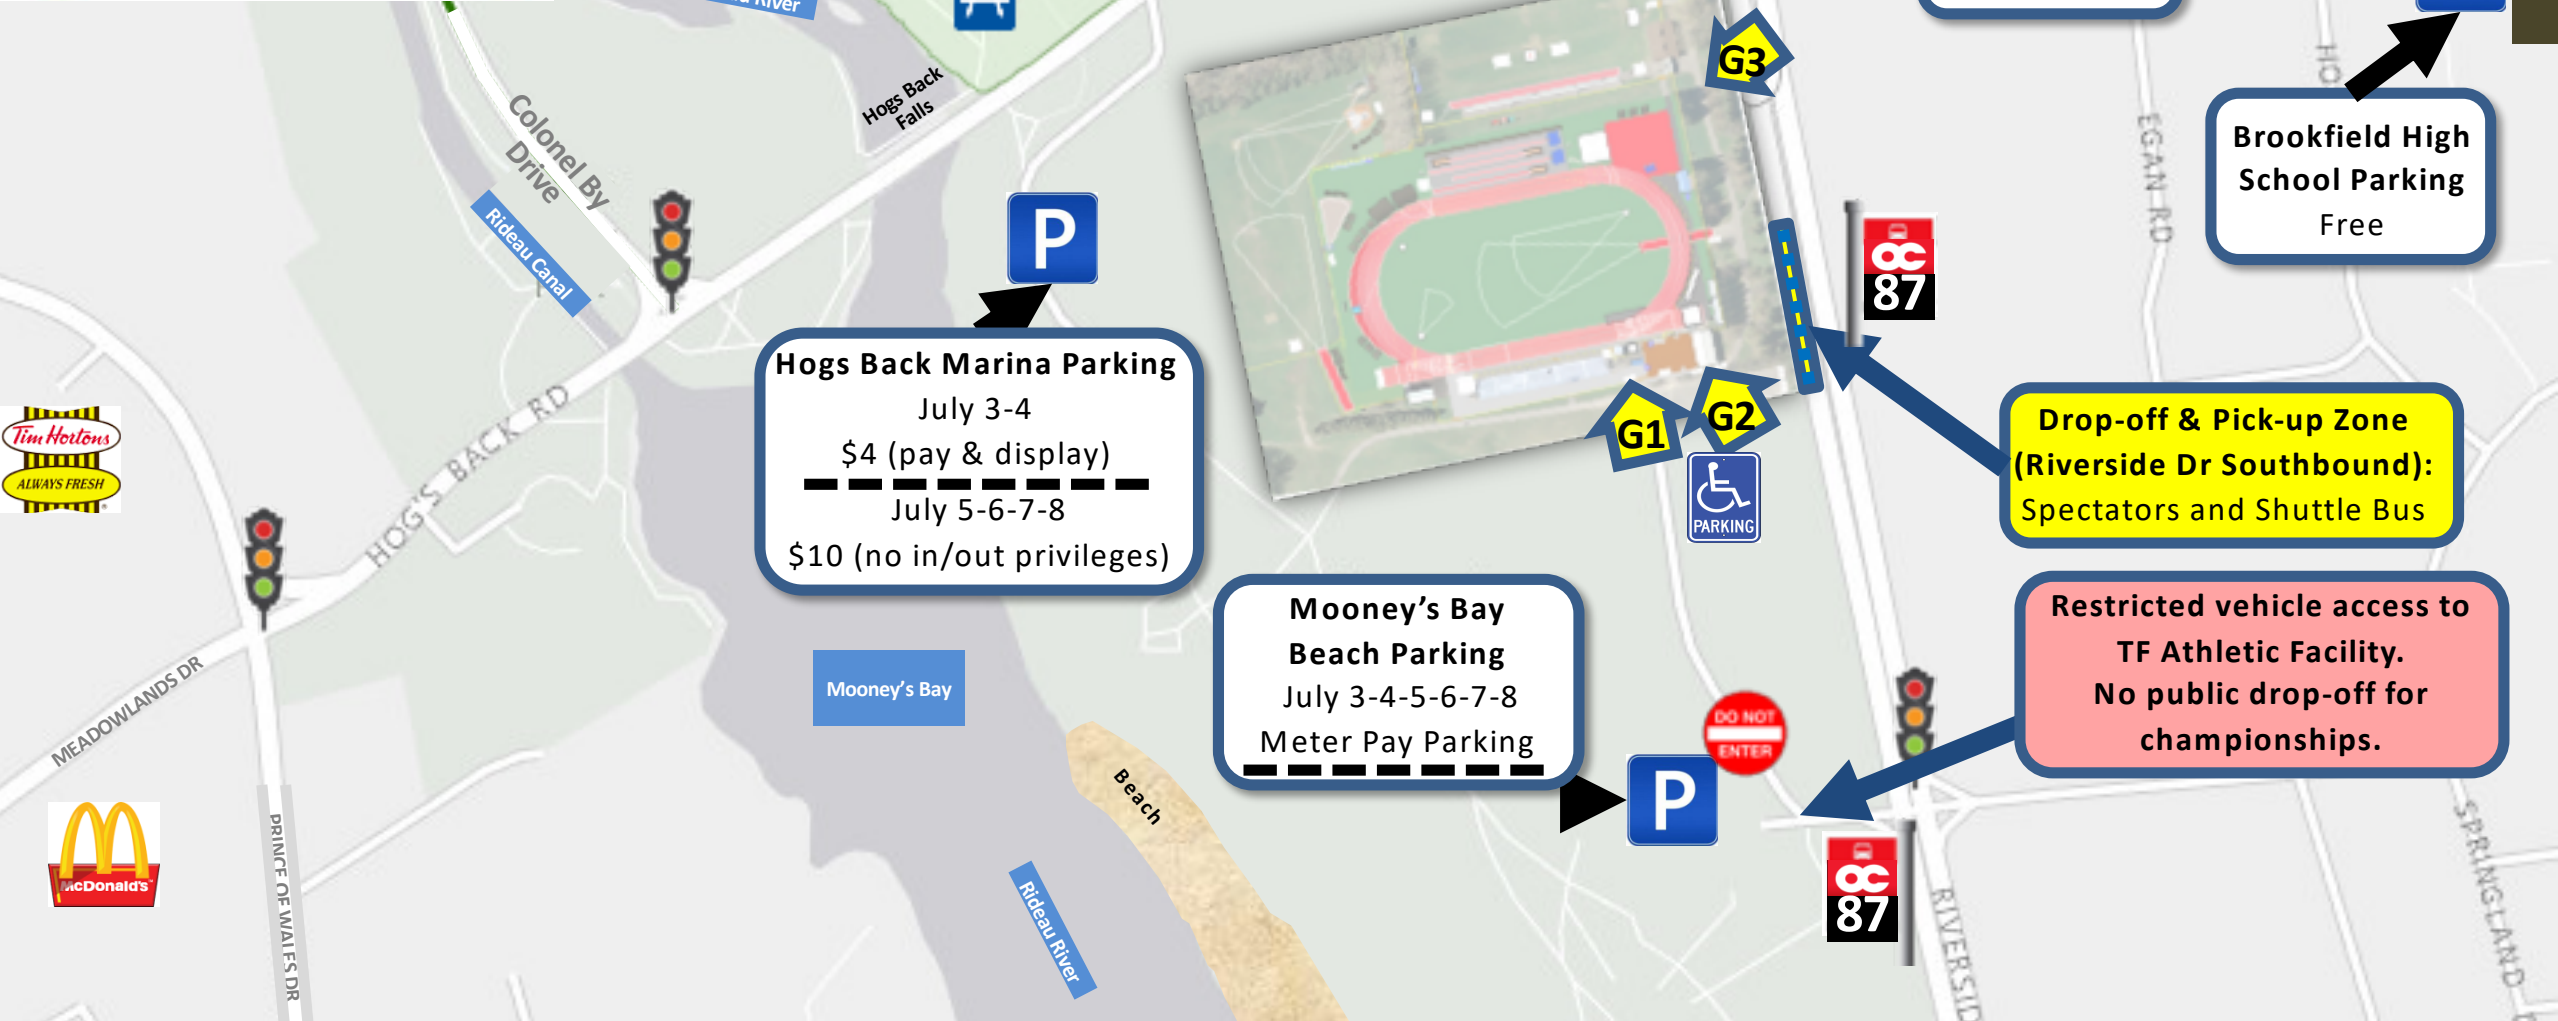 River
G3
Hogs Back
Falls
Colonel By
Drive
Rideau Canal
P
EGAN RD
HO
Brookfield High
School Parking
Free
OC
87
Hogs Back Marina Parking
July 3-4
$4 (pay & display)
July 5-6-7-8
$10 (no in/out privileges)
HOG'S BACK RD
Tim Hortons
ALWAYS FRESH
G1
G2
PARKING
Drop-off & Pick-up Zone
(Riverside Dr Southbound):
Spectators and Shuttle Bus
Mooney’s Bay
Beach Parking
July 3-4-5-6-7-8
Meter Pay Parking
Restricted vehicle access to
TF Athletic Facility.
No public drop-off for
championships.
Mooney’s Bay
MEADOWLANDS DR
DO NOT
ENTER
P
Beach
McDonald's
PRINCE OF WALES DR
Rideau River
OC
87
RIVERSID
SPRINGLAND